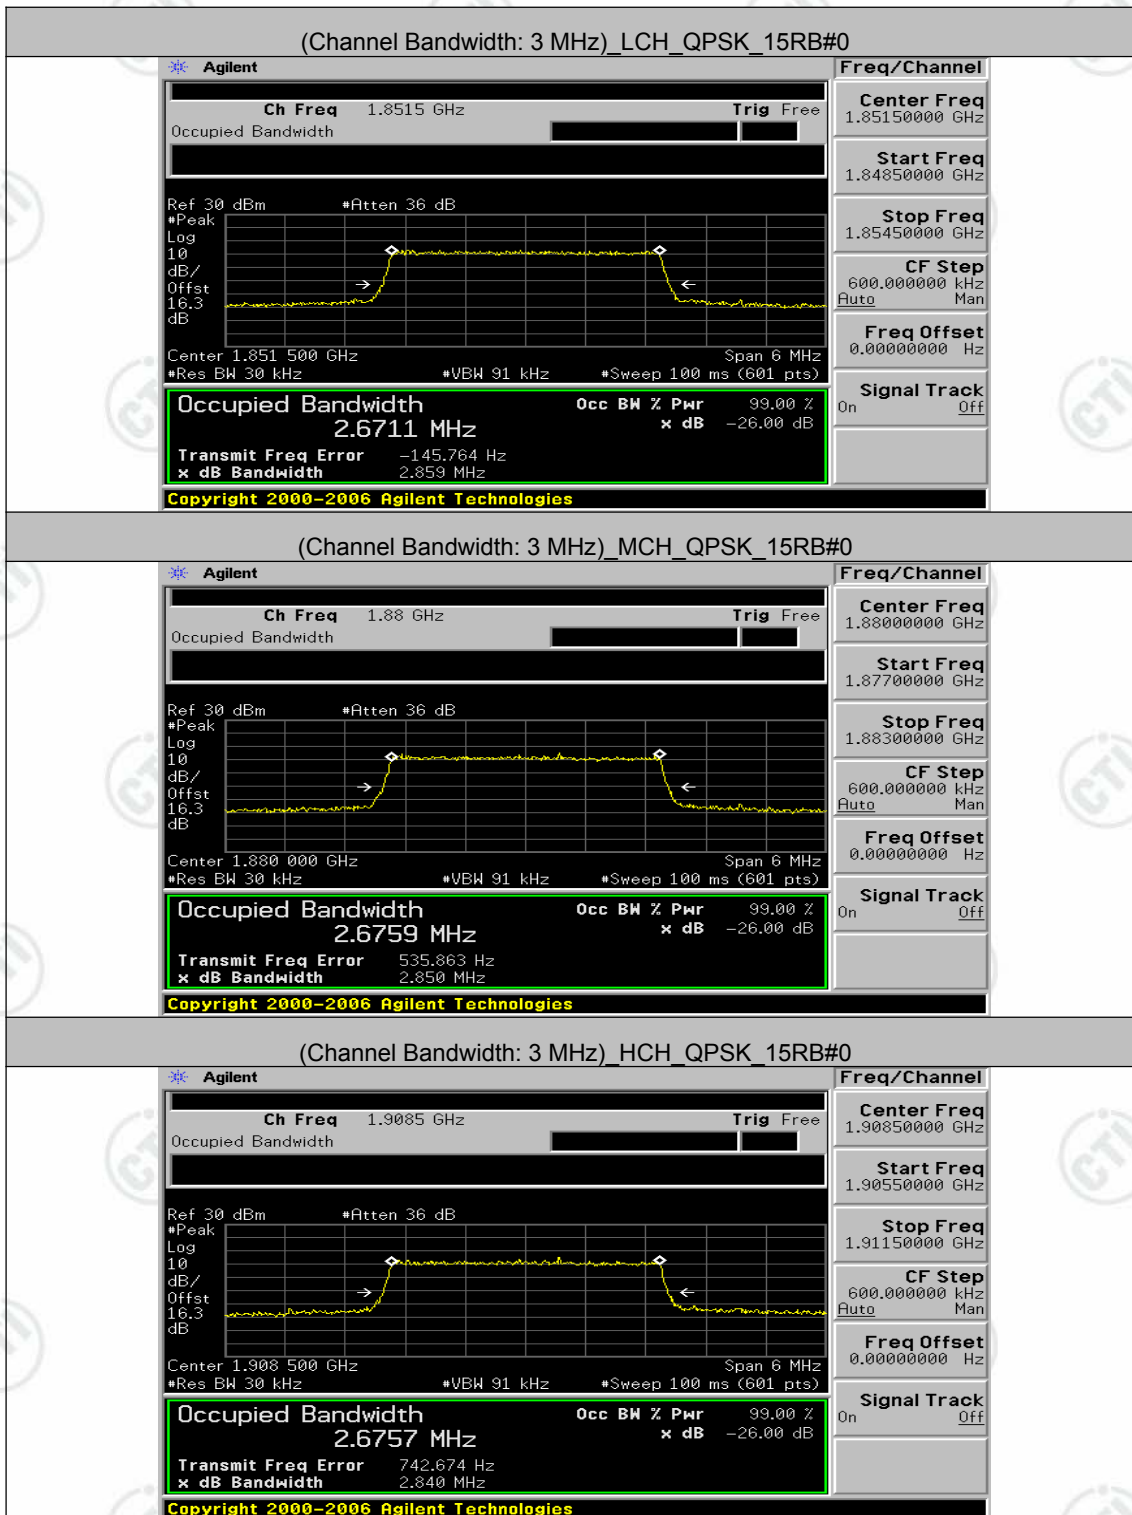 (Channel Bandwidth: 3 MHz)_LCH_QPSK_15RB#0
Agilent
Freq/Channel
Ch Freq 1.8515 GHz Trig Free
Occupied Bandwidth
Center Freq
1.85150000 GHz
Start Freq
1.84850000 GHz
Stop Freq
1.85450000 GHz
CF Step
600.000000 kHz
Auto Man
Freq Offset
0.00000000 Hz
Signal Track
On Off
Ref 30 dBm #Atten 36 dB
#Peak
Log
10
dB/
Offst
16.3
dB
Center 1.851 500 GHz Span 6 MHz
#Res BW 30 kHz #VBW 91 kHz #Sweep 100 ms (601 pts)
Occupied Bandwidth Occ BW % Pwr 99.00 %
2.6711 MHz x dB -26.00 dB
Transmit Freq Error -145.764 Hz
x dB Bandwidth 2.859 MHz
Copyright 2000-2006 Agilent Technologies
(Channel Bandwidth: 3 MHz)_MCH_QPSK_15RB#0
Agilent
Freq/Channel
Ch Freq 1.88 GHz Trig Free
Occupied Bandwidth
Center Freq
1.88000000 GHz
Start Freq
1.87700000 GHz
Stop Freq
1.88300000 GHz
CF Step
600.000000 kHz
Auto Man
Freq Offset
0.00000000 Hz
Signal Track
On Off
Ref 30 dBm #Atten 36 dB
#Peak
Log
10
dB/
Offst
16.3
dB
Center 1.880 000 GHz Span 6 MHz
#Res BW 30 kHz #VBW 91 kHz #Sweep 100 ms (601 pts)
Occupied Bandwidth Occ BW % Pwr 99.00 %
2.6759 MHz x dB -26.00 dB
Transmit Freq Error 535.863 Hz
x dB Bandwidth 2.850 MHz
Copyright 2000-2006 Agilent Technologies
(Channel Bandwidth: 3 MHz)_HCH_QPSK_15RB#0
Agilent
Freq/Channel
Ch Freq 1.9085 GHz Trig Free
Occupied Bandwidth
Center Freq
1.90850000 GHz
Start Freq
1.90550000 GHz
Stop Freq
1.91150000 GHz
CF Step
600.000000 kHz
Auto Man
Freq Offset
0.00000000 Hz
Signal Track
On Off
Ref 30 dBm #Atten 36 dB
#Peak
Log
10
dB/
Offst
16.3
dB
Center 1.908 500 GHz Span 6 MHz
#Res BW 30 kHz #VBW 91 kHz #Sweep 100 ms (601 pts)
Occupied Bandwidth Occ BW % Pwr 99.00 %
2.6757 MHz x dB -26.00 dB
Transmit Freq Error 742.674 Hz
x dB Bandwidth 2.840 MHz
Copyright 2000-2006 Agilent Technologies
CTI
CTI
CTI
CTI
CTI
CTI